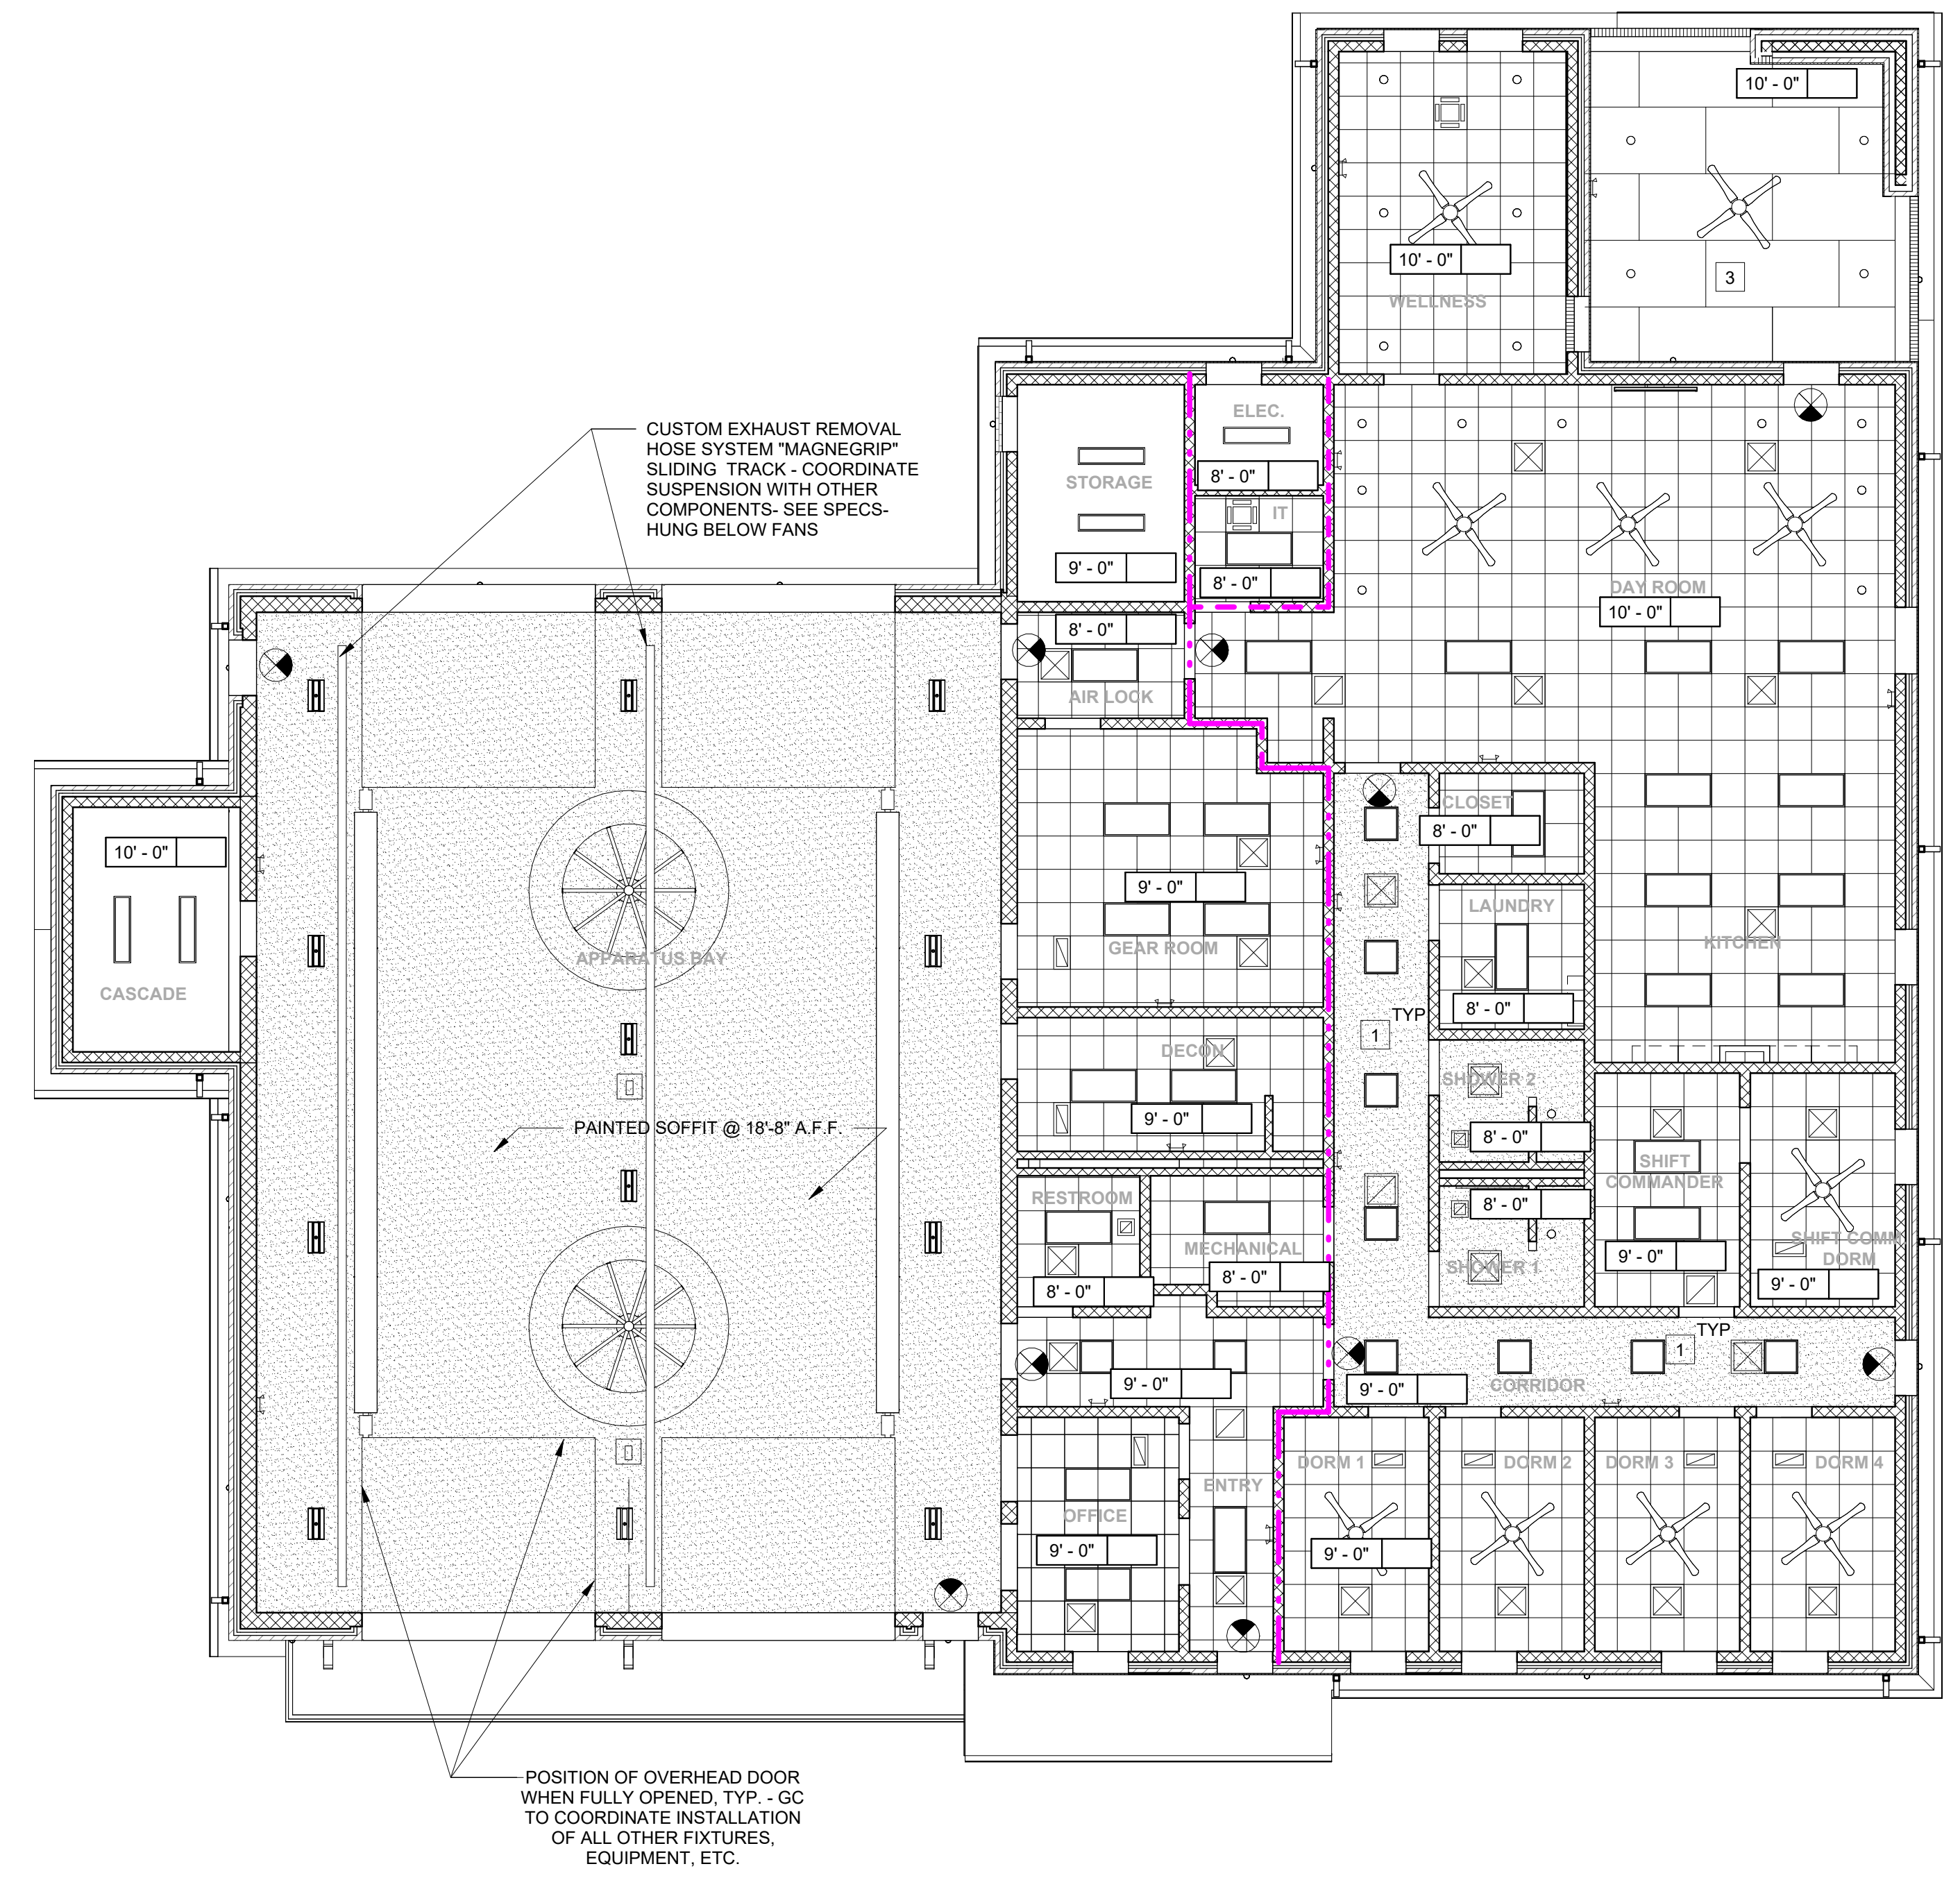 10' - 0"
10' - 0"
WELLNESS
3
CUSTOM EXHAUST REMOVAL
HOSE SYSTEM "MAGNEGRIP"
SLIDING TRACK - COORDINATE
SUSPENSION WITH OTHER
COMPONENTS- SEE SPECS-
HUNG BELOW FANS
ELEC.
8' - 0"
STORAGE
9' - 0"
IT
8' - 0"
DAY ROOM
10' - 0"
8' - 0"
AIR LOCK
CLOSET
8' - 0"
10' - 0"
CASCADE
APPARATUS BAY
9' - 0"
GEAR ROOM
LAUNDRY
8' - 0"
KITCHEN
TYP
1
DECON
9' - 0"
SHOWER 2
8' - 0"
PAINTED SOFFIT @ 18'-8" A.F.F.
SHIFT
COMMANDER
9' - 0"
RESTROOM
8' - 0"
MECHANICAL
8' - 0"
8' - 0"
SHOWER 1
SHIFT COMM.
DORM
9' - 0"
TYP
1
9' - 0"
9' - 0"
CORRIDOR
DORM 1
9' - 0"
DORM 2
DORM 3
DORM 4
ENTRY
OFFICE
9' - 0"
POSITION OF OVERHEAD DOOR
WHEN FULLY OPENED, TYP. - GC
TO COORDINATE INSTALLATION
OF ALL OTHER FIXTURES,
EQUIPMENT, ETC.